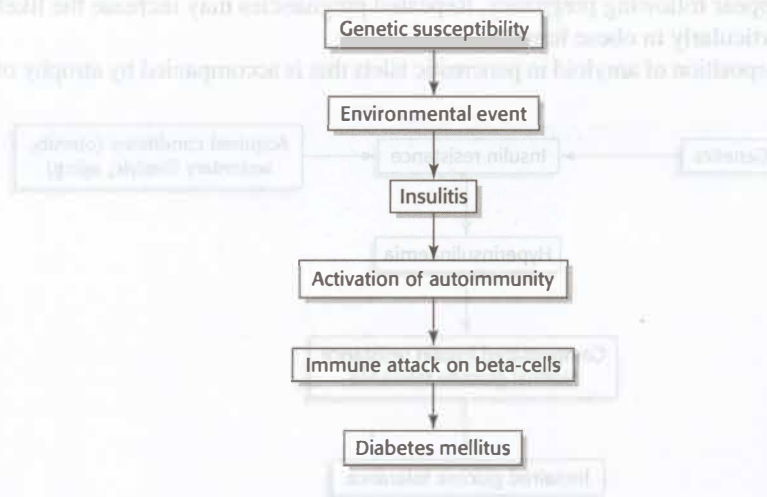 Genetic susceptibility
Environmental event
Insulitis
Activation of autoimmunity
Immune attack on beta-cells
Diabetes mellitus